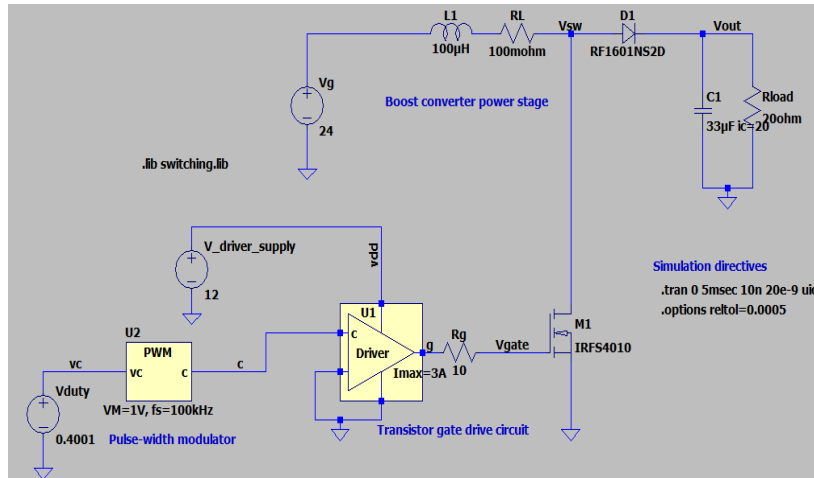 L1
RL
Vsw
D1
Vout
100µH
100mohm
RF1601NS2D
Vg
24
Boost converter power stage
C1
Rload
20ohm
33µF ic=20
.lib switching.lib
V_driver_supply
12
Vdd
Simulation directives
.tran 0 5msec 10n 20e-9 uic
.options reltol=0.0005
U1
M1
U2
PWM
c
Driver
g
Rg
Vgate
IRFS4010
vc
vc
c
c
Imax=3A
10
Vduty
VM=1V, fs=100kHz
0.4001
Pulse-width modulator
Transistor gate drive circuit